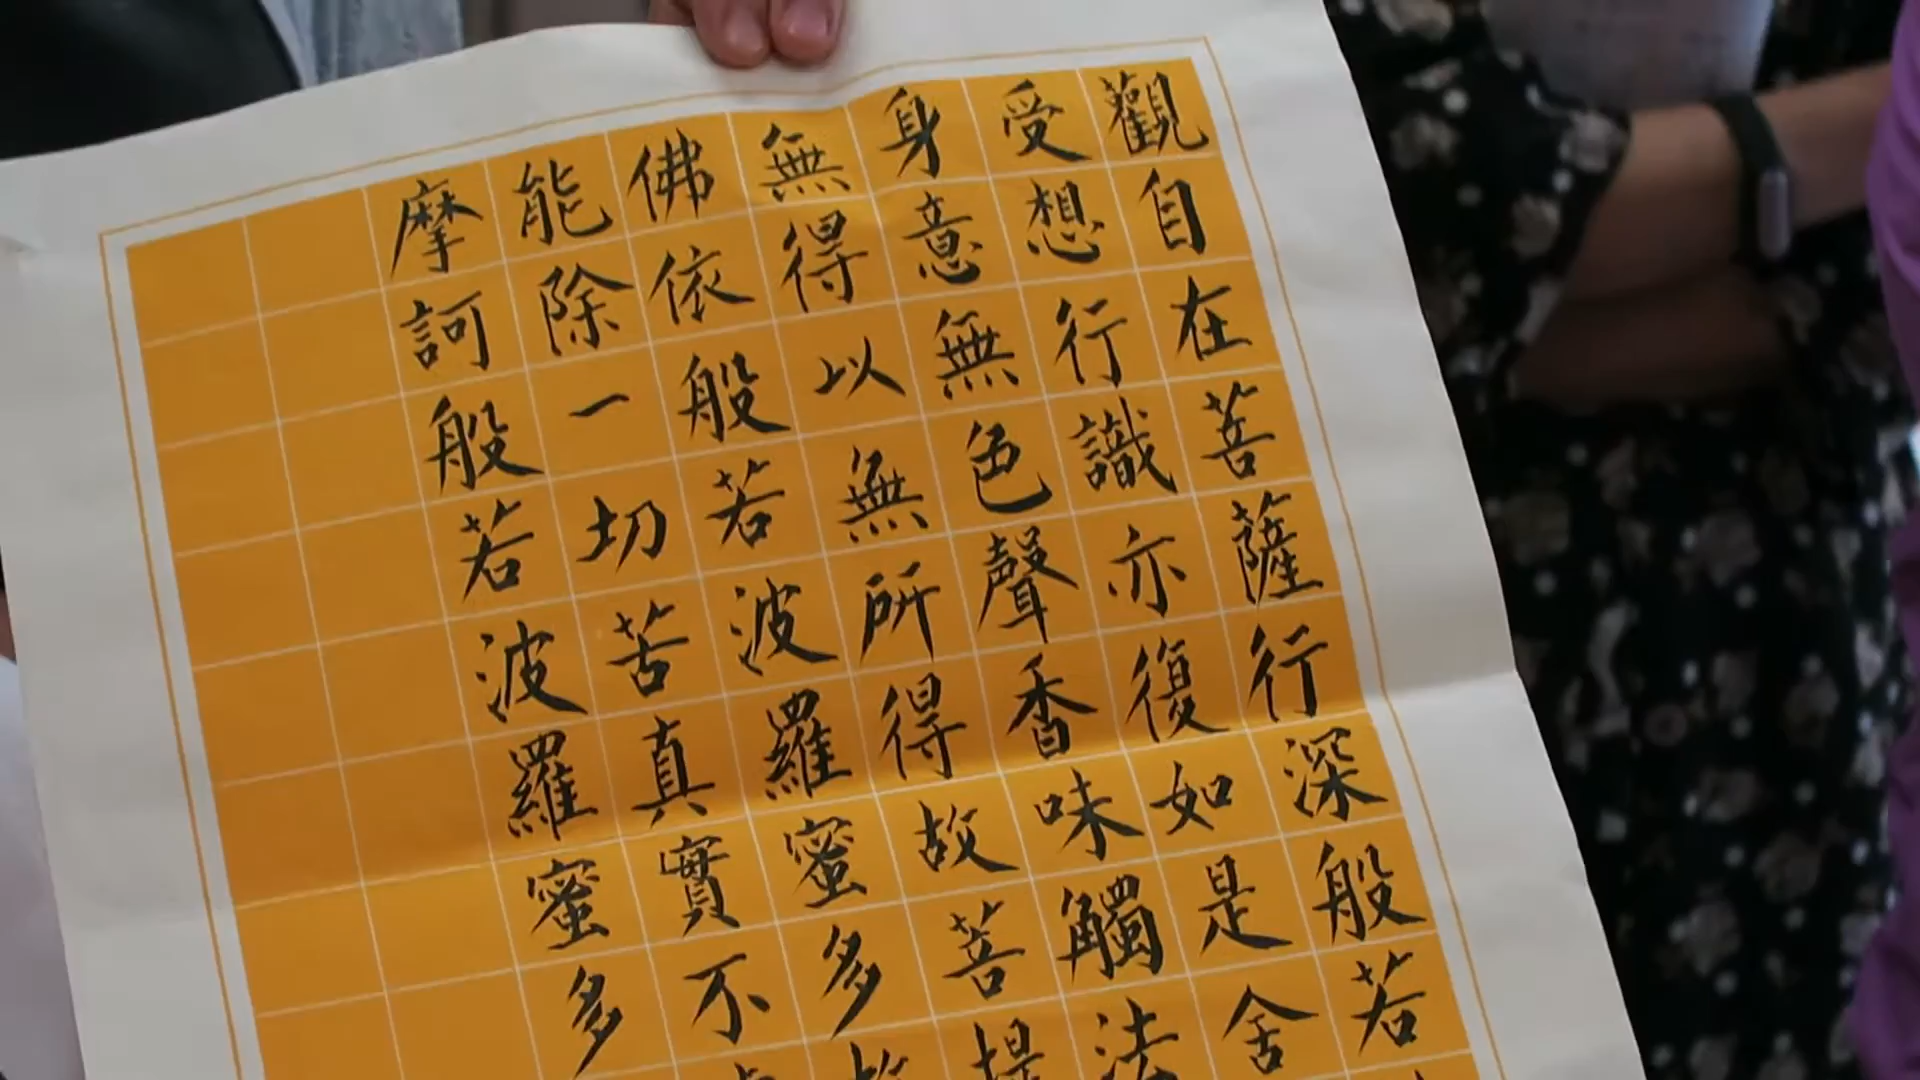 觀自在菩薩行深般若
受想行識亦復如是舍
身意無色聲香味觸法
無得以無所得故菩提
佛依般若波羅蜜多
能除一切苦真實不
摩訶般若波羅蜜多